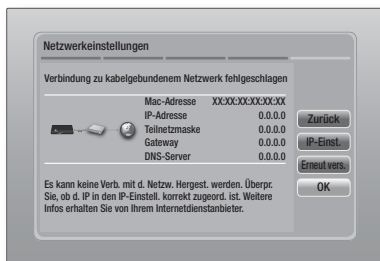 Netzwerkeinstellungen
Verbindung zu kabelgebundenem Netzwerk fehlgeschlagen
Mac-Adresse XX:XX:XX:XX:XX:XX
IP-Adresse 0.0.0.0
Teilnetzmaske 0.0.0.0
Gateway 0.0.0.0
DNS-Server 0.0.0.0
Zurück
IP-Einst.
Erneut vers.
OK
Es kann keine Verb. mit d. Netzw. Hergest. werden. Überpr.
Sie, ob d. IP in den IP-Einstell. korrekt zugeord. ist. Weitere
Infos erhalten Sie von Ihrem Internetdienstanbieter.